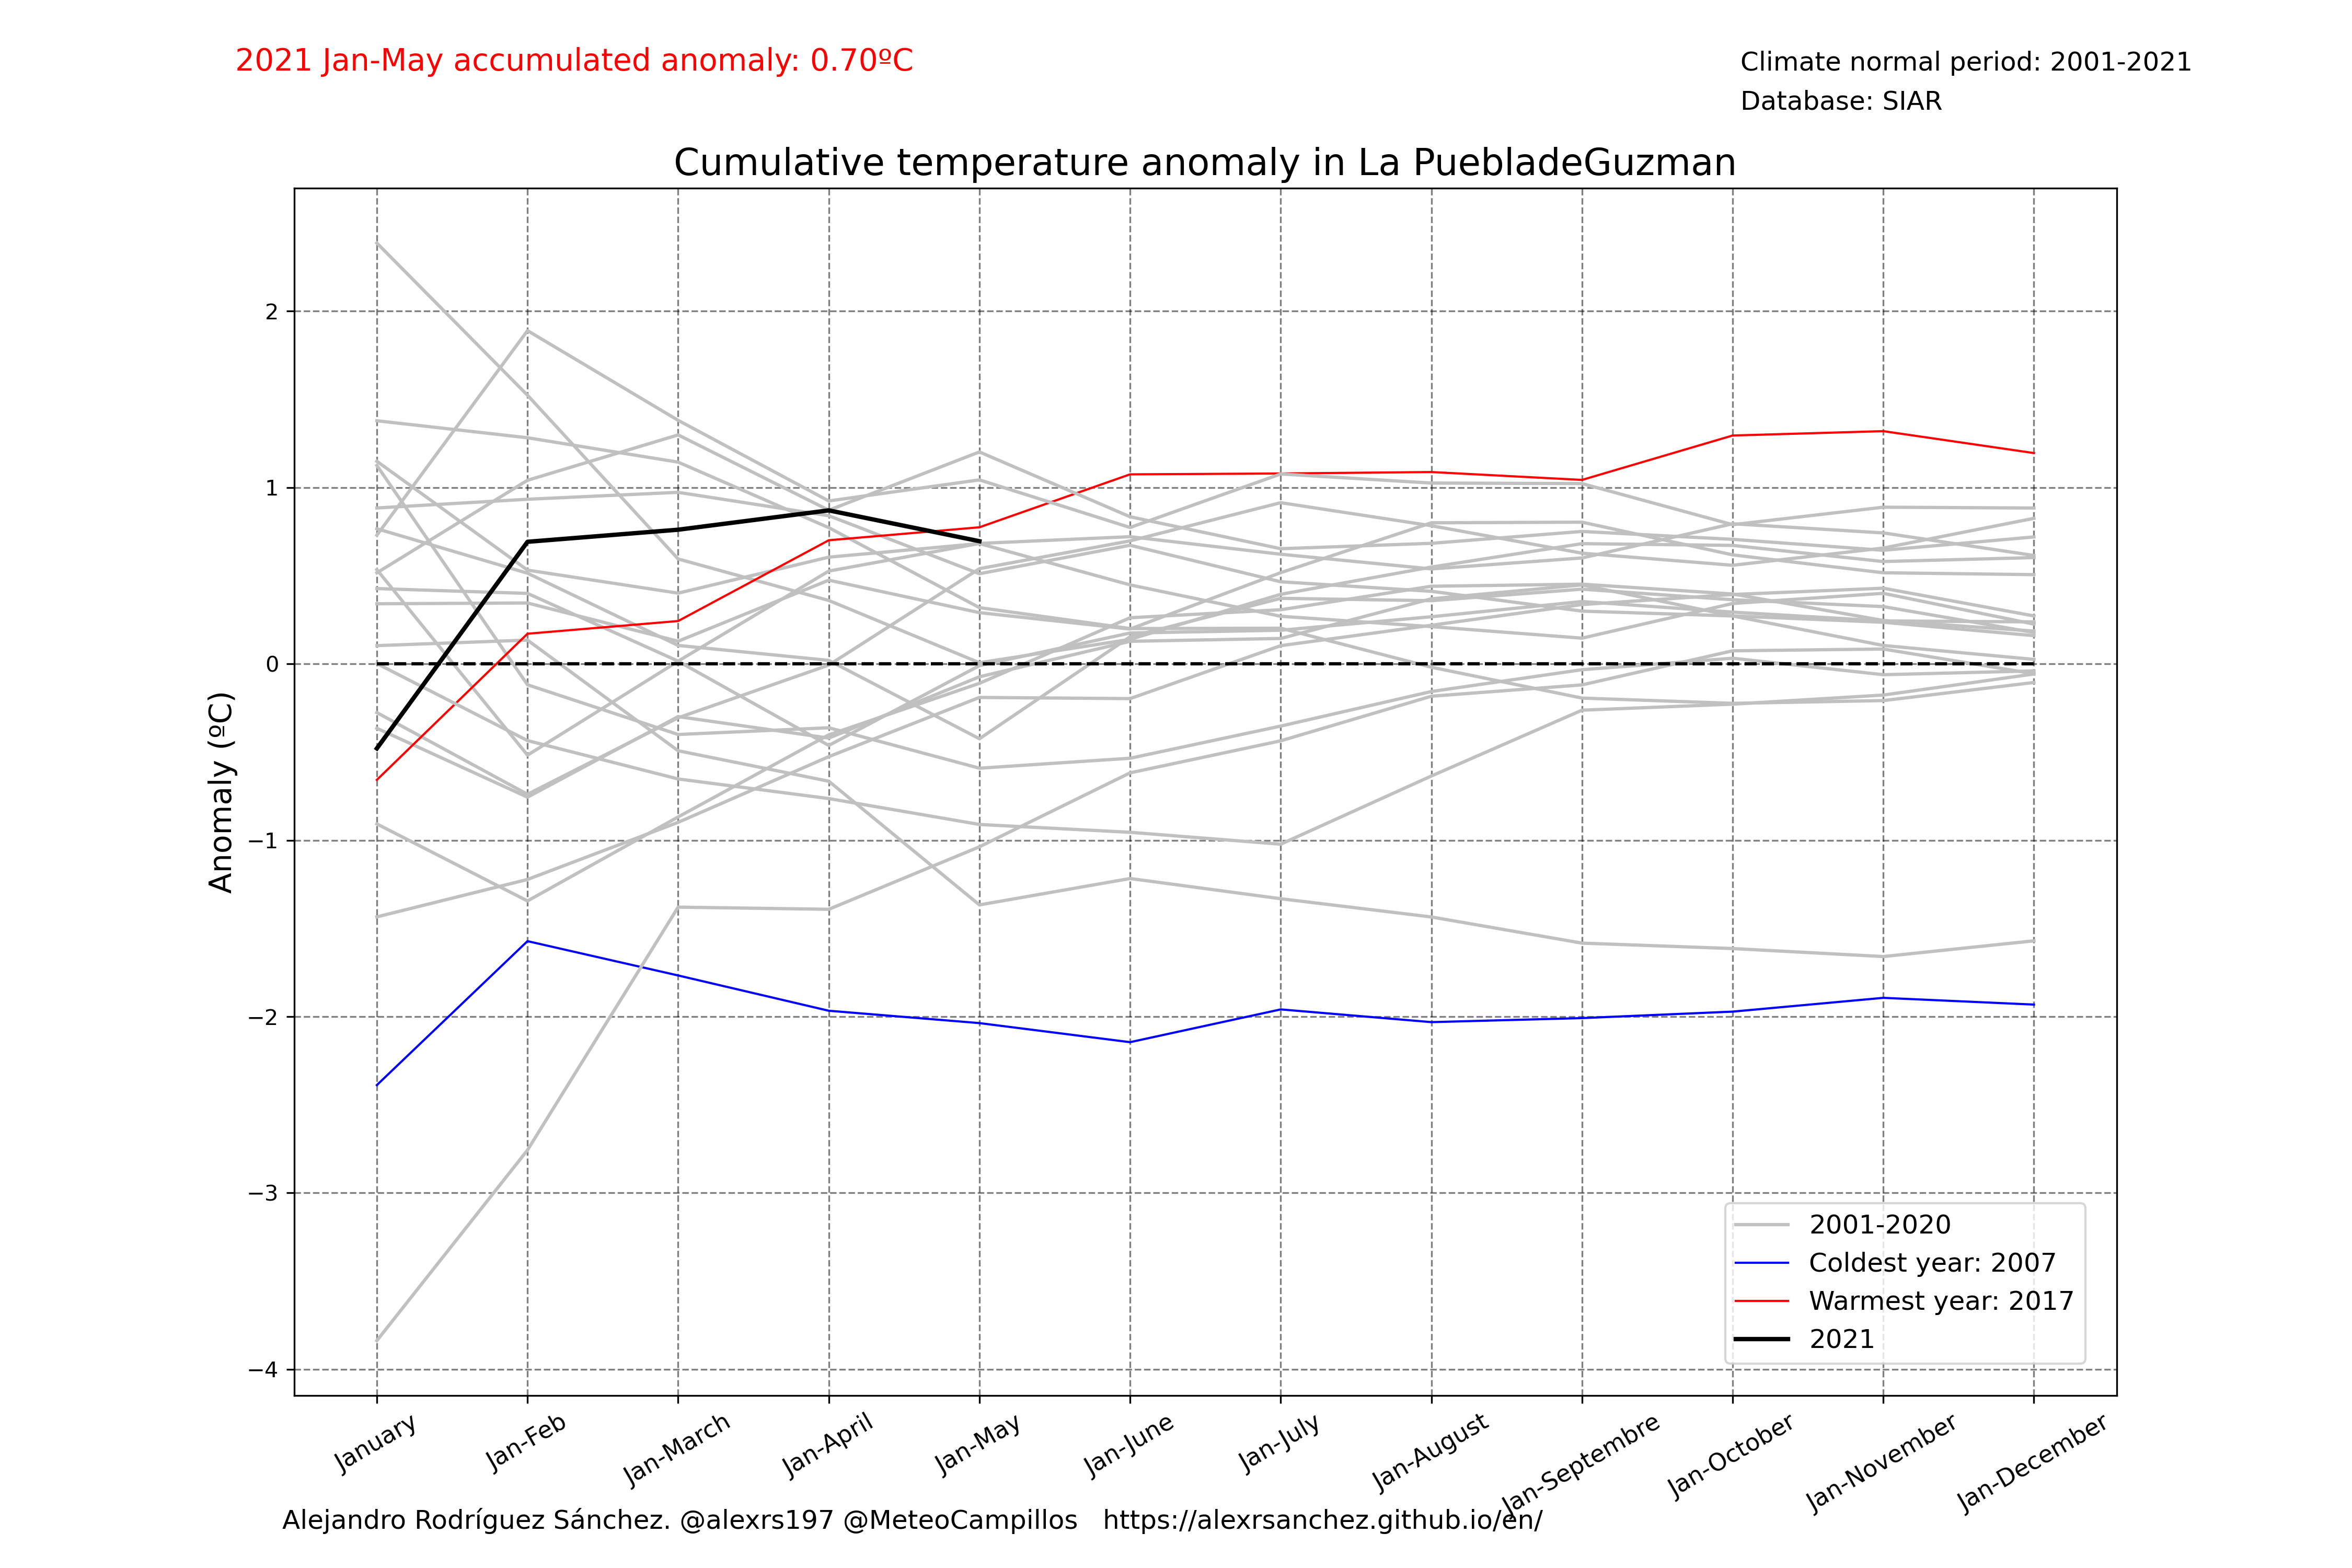 2021 Jan-May accumulated anomaly: 0.70ºC
Climate normal period: 2001-2021
Database: SIAR
Cumulative temperature anomaly in La PuebladeGuzman
Anomaly (ºC)
2
1
0
−1
−2
−3
−4
2001-2020
Coldest year: 2007
Warmest year: 2017
2021
January
Jan-Feb
Jan-March
Jan-April
Jan-May
Jan-June
Jan-July
Jan-August
Jan-Septembre
Jan-October
Jan-November
Jan-December
Alejandro Rodríguez Sánchez. @alexrs197 @MeteoCampillos https://alexrsanchez.github.io/en/